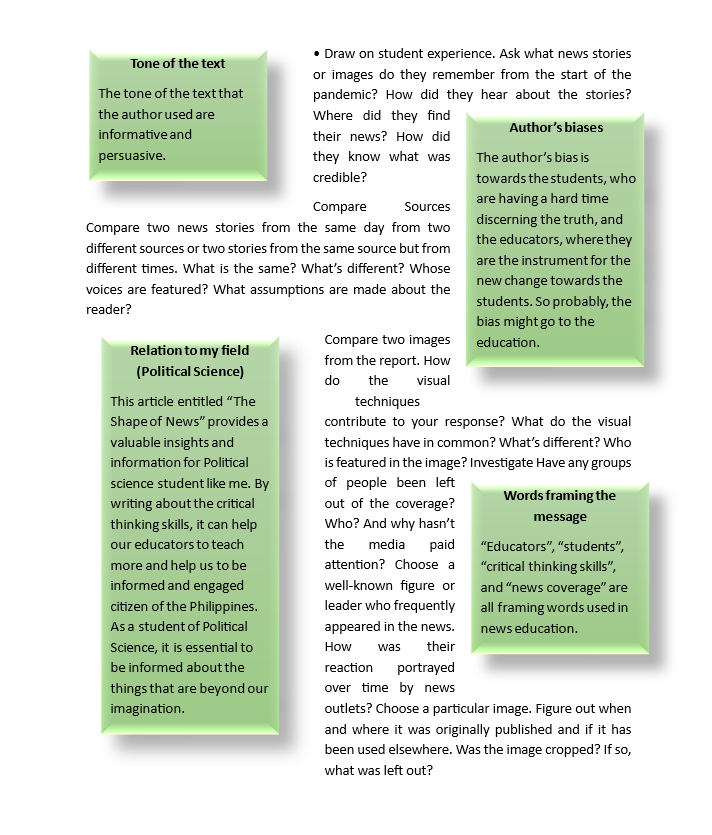 Tone of the text
The tone of the text that
the author used are
informative and
persuasive.
• Draw on student experience. Ask what news stories
or images do they remember from the start of the
pandemic? How did they hear about the stories?
Where did they find
their news? How did
they know what was
credible?
Compare Sources
Compare two news stories from the same day from two
different sources or two stories from the same source but from
different times. What is the same? What's different? Whose
voices are featured? What assumptions are made about the
reader?
Author's biases
The author's bias is
towards the students, who
are having a hard time
discerning the truth, and
the educators, where they
are the instrument for the
new change towards the
students. So probably, the
bias might go to the
education.
Relation to my field
(Political Science)
This article entitled “The
Shape of News” provides a
valuable insights and
information for Political
science student like me. By
writing about the critical
thinking skills, it can help
our educators to teach
more and help us to be
informed and engaged
citizen of the Philippines.
As a student of Political
Science, it is essential to
be informed about the
things that are beyond our
imagination.
Compare two images
from the report. How
do the visual
techniques
contribute to your response? What do the visual
techniques have in common? What's different? Who
is featured in the image? Investigate Have any groups
of people been left
out of the coverage?
Who? And why hasn't
the media paid
attention? Choose a
well-known figure or
leader who frequently
appeared in the news.
How was their
reaction portrayed
over time by news
outlets? Choose a particular image. Figure out when
and where it was originally published and if it has
been used elsewhere. Was the image cropped? If so,
what was left out?
Words framing the
message
“Educators”, “students”,
“critical thinking skills”,
and “news coverage” are
all framing words used in
news education.